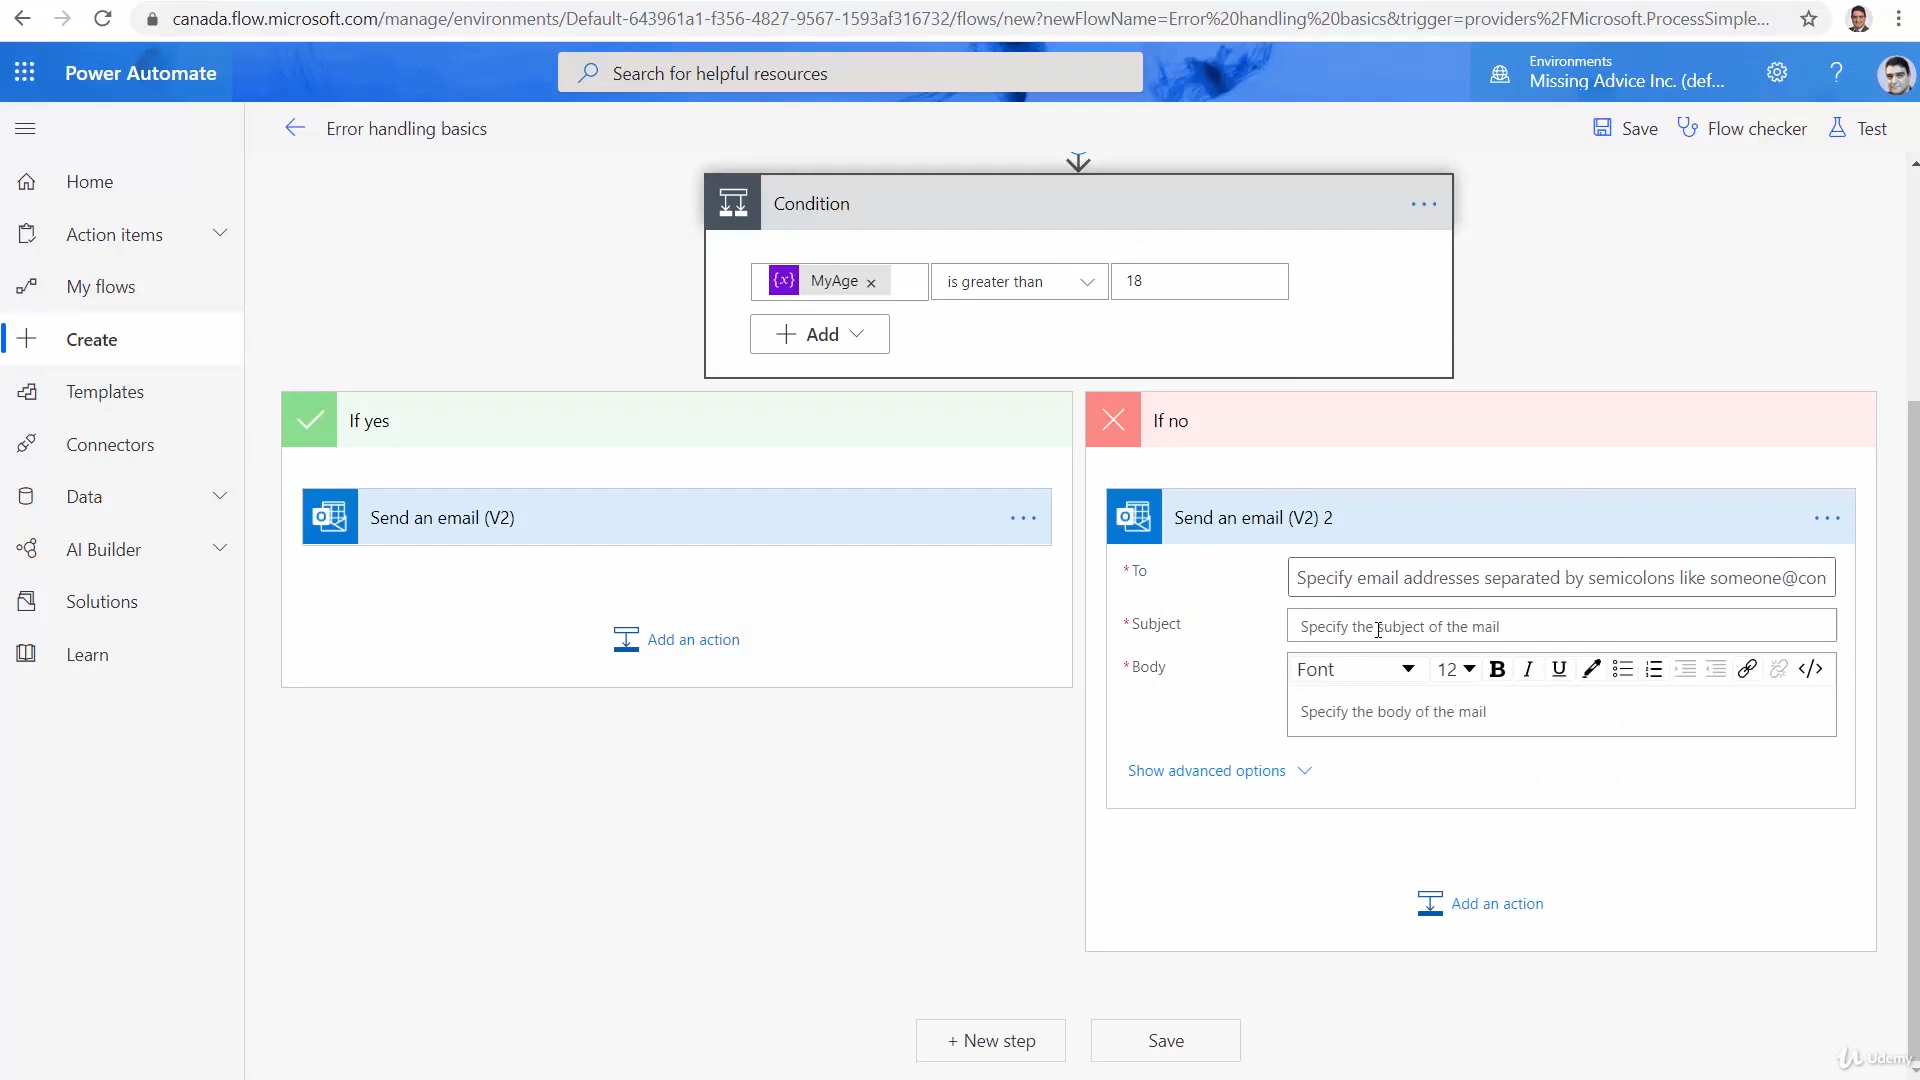 canada.flow.microsoft.com/manage/environments/Default-643961a1-f356-4827-9567-1593af316732/flows/new?newFlowName=Error%20handling%20basics&trigger=providers%2FMicrosoft.ProcessSimple...
Power Automate
Search for helpful resources
Environments
Missing Advice Inc. (def...
Error handling basics
Save
Flow checker
Test
Home
Action items
My flows
Create
Templates
Connectors
Data
AI Builder
Solutions
Learn
Condition
{x} MyAge
is greater than
18
Add
If yes
Send an email (V2)
Add an action
If no
Send an email (V2) 2
* To
Specify email addresses separated by semicolons like someone@con
* Subject
Specify the subject of the mail
* Body
Font
12
B I U
Specify the body of the mail
Show advanced options
Add an action
+ New step
Save
Udemy